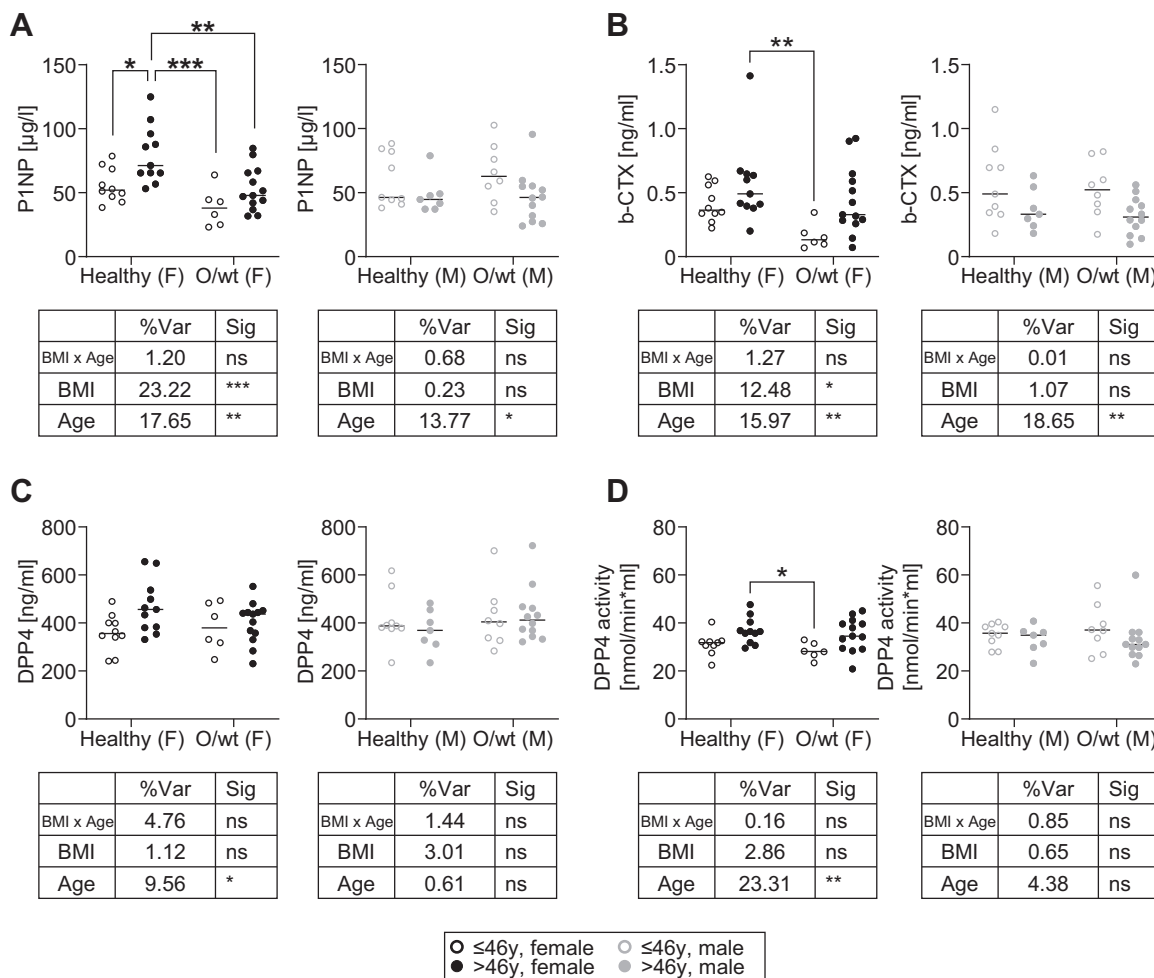 A
B
** 
* ***
150
100
50
0
P1NP [µg/l]
Healthy (F) O/wt (F)
150
100
50
0
P1NP [µg/l]
Healthy (M) O/wt (M)
**
1.5
1.0
0.5
0
b-CTX [ng/ml]
Healthy (F) O/wt (F)
1.5
1.0
0.5
0
b-CTX [ng/ml]
Healthy (M) O/wt (M)
%Var Sig
BMI x Age 1.20 ns
BMI 23.22 ***
Age 17.65 **
%Var Sig
BMI x Age 0.68 ns
BMI 0.23 ns
Age 13.77 *
%Var Sig
BMI x Age 1.27 ns
BMI 12.48 *
Age 15.97 **
%Var Sig
BMI x Age 0.01 ns
BMI 1.07 ns
Age 18.65 **
C
D
800
600
400
200
0
DPP4 [ng/ml]
Healthy (F) O/wt (F)
800
600
400
200
0
DPP4 [ng/ml]
Healthy (M) O/wt (M)
*
80
60
40
20
0
DPP4 activity
[nmol/min*ml]
Healthy (F) O/wt (F)
80
60
40
20
0
DPP4 activity
[nmol/min*ml]
Healthy (M) O/wt (M)
%Var Sig
BMI x Age 4.76 ns
BMI 1.12 ns
Age 9.56 *
%Var Sig
BMI x Age 1.44 ns
BMI 3.01 ns
Age 0.61 ns
%Var Sig
BMI x Age 0.16 ns
BMI 2.86 ns
Age 23.31 **
%Var Sig
BMI x Age 0.85 ns
BMI 0.65 ns
Age 4.38 ns
≤46y, female ≤46y, male
>46y, female >46y, male